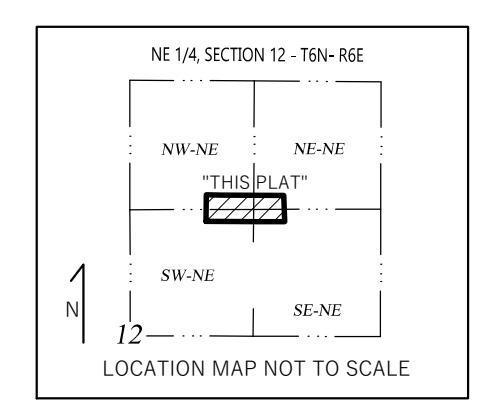 NE 1/4, SECTION 12 - T6N- R6E
NW-NE NE-NE
"THIS PLAT"
SW-NE
N
SE-NE
12
LOCATION MAP NOT TO SCALE